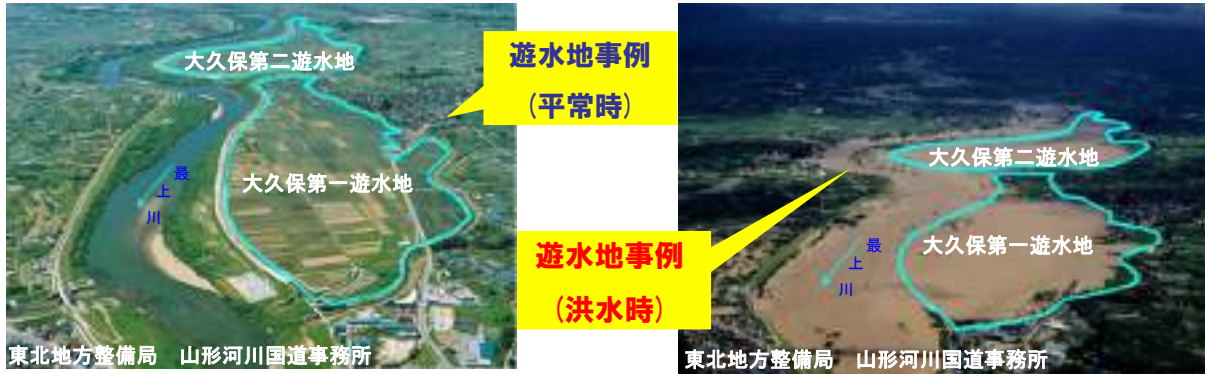 大久保第二遊水地
大久保第一遊水地
最上川
東北地方整備局 山形河川国道事務所
遊水地事例
(平常時)
遊水地事例
(洪水時)
大久保第二遊水地
大久保第一遊水地
最上川
東北地方整備局 山形河川国道事務所